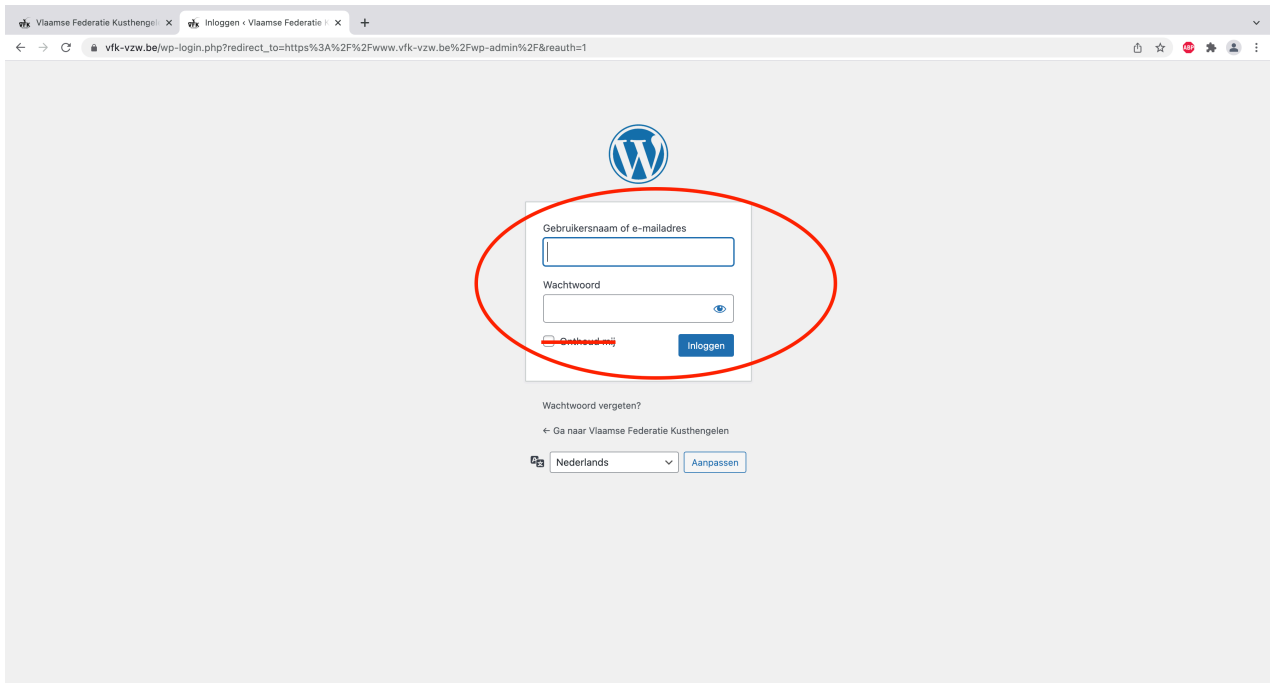 Vlaamse Federatie Kusthengel
Inloggen ‹ Vlaamse Federatie K
vfk-vzw.be/wp-login.php?redirect_to=https%3A%2F%2Fwww.vfk-vzw.be%2Fwp-admin%2F&reauth=1
ABP
Gebruikersnaam of e-mailadres
Wachtwoord
Onthoud mij
Inloggen
Wachtwoord vergeten?
← Ga naar Vlaamse Federatie Kusthengelen
Nederlands
Aanpassen